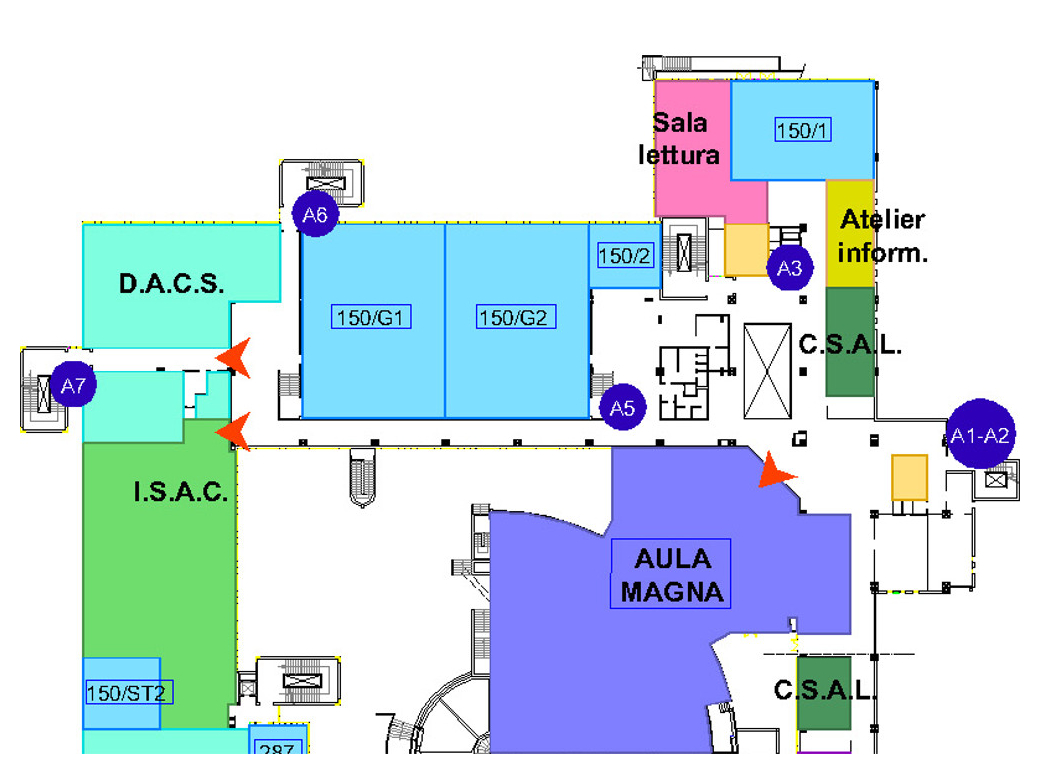 Sala
lettura
150/1
A6
Atelier
inform.
150/2
A3
D.A.C.S.
150/G1
150/G2
C.S.A.L.
A7
A5
A1-A2
I.S.A.C.
AULA
MAGNA
150/ST2
C.S.A.L.
287